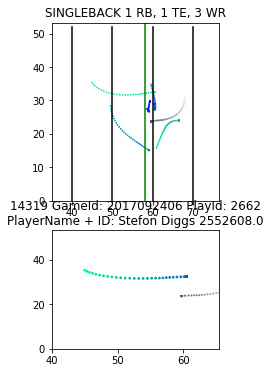 SINGLEBACK 1 RB, 1 TE, 3 WR
50
40
30
20
10
0
40 50 60 70
14319 GameId: 2017092406 PlayId: 2662
PlayerName + ID: Stefon Diggs 2552608.0
40
20
0
40 50 60